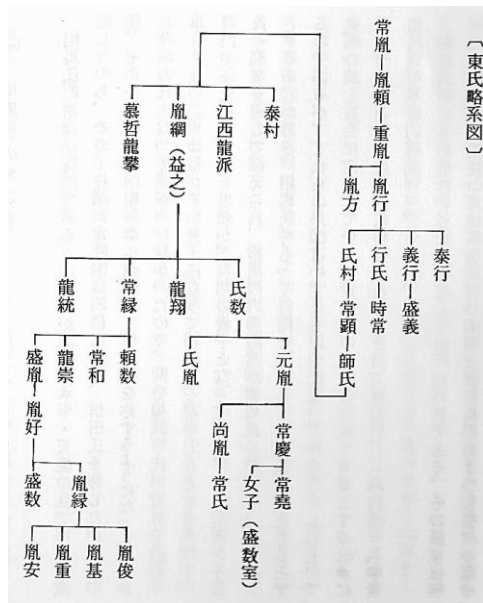 〔東氏略系図〕
常胤―胤頼―重胤
胤行
胤方
泰行
義行―盛義
行氏―時常
氏村―常顕―師氏
泰村
江西龍派
胤綱（益之）
慕哲龍攀
氏数
龍翔
常縁
龍統
元胤
氏胤
常慶―常堯
女子（盛数室）
尚胤―常氏
頼数
常和
龍崇
盛胤―胤好
胤縁
盛数
胤俊
胤基
胤重
胤安